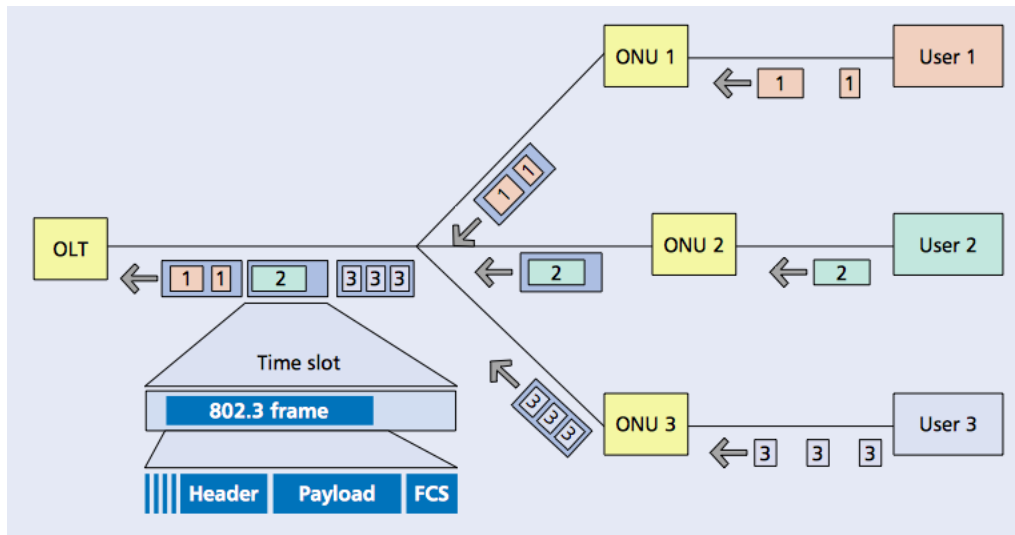 ONU 1
User 1
1
1
1
1
OLT
ONU 2
User 2
1
1
2
3
3
3
2
2
Time slot
802.3 frame
3
3
3
ONU 3
User 3
3
3
3
Header
Payload
FCS